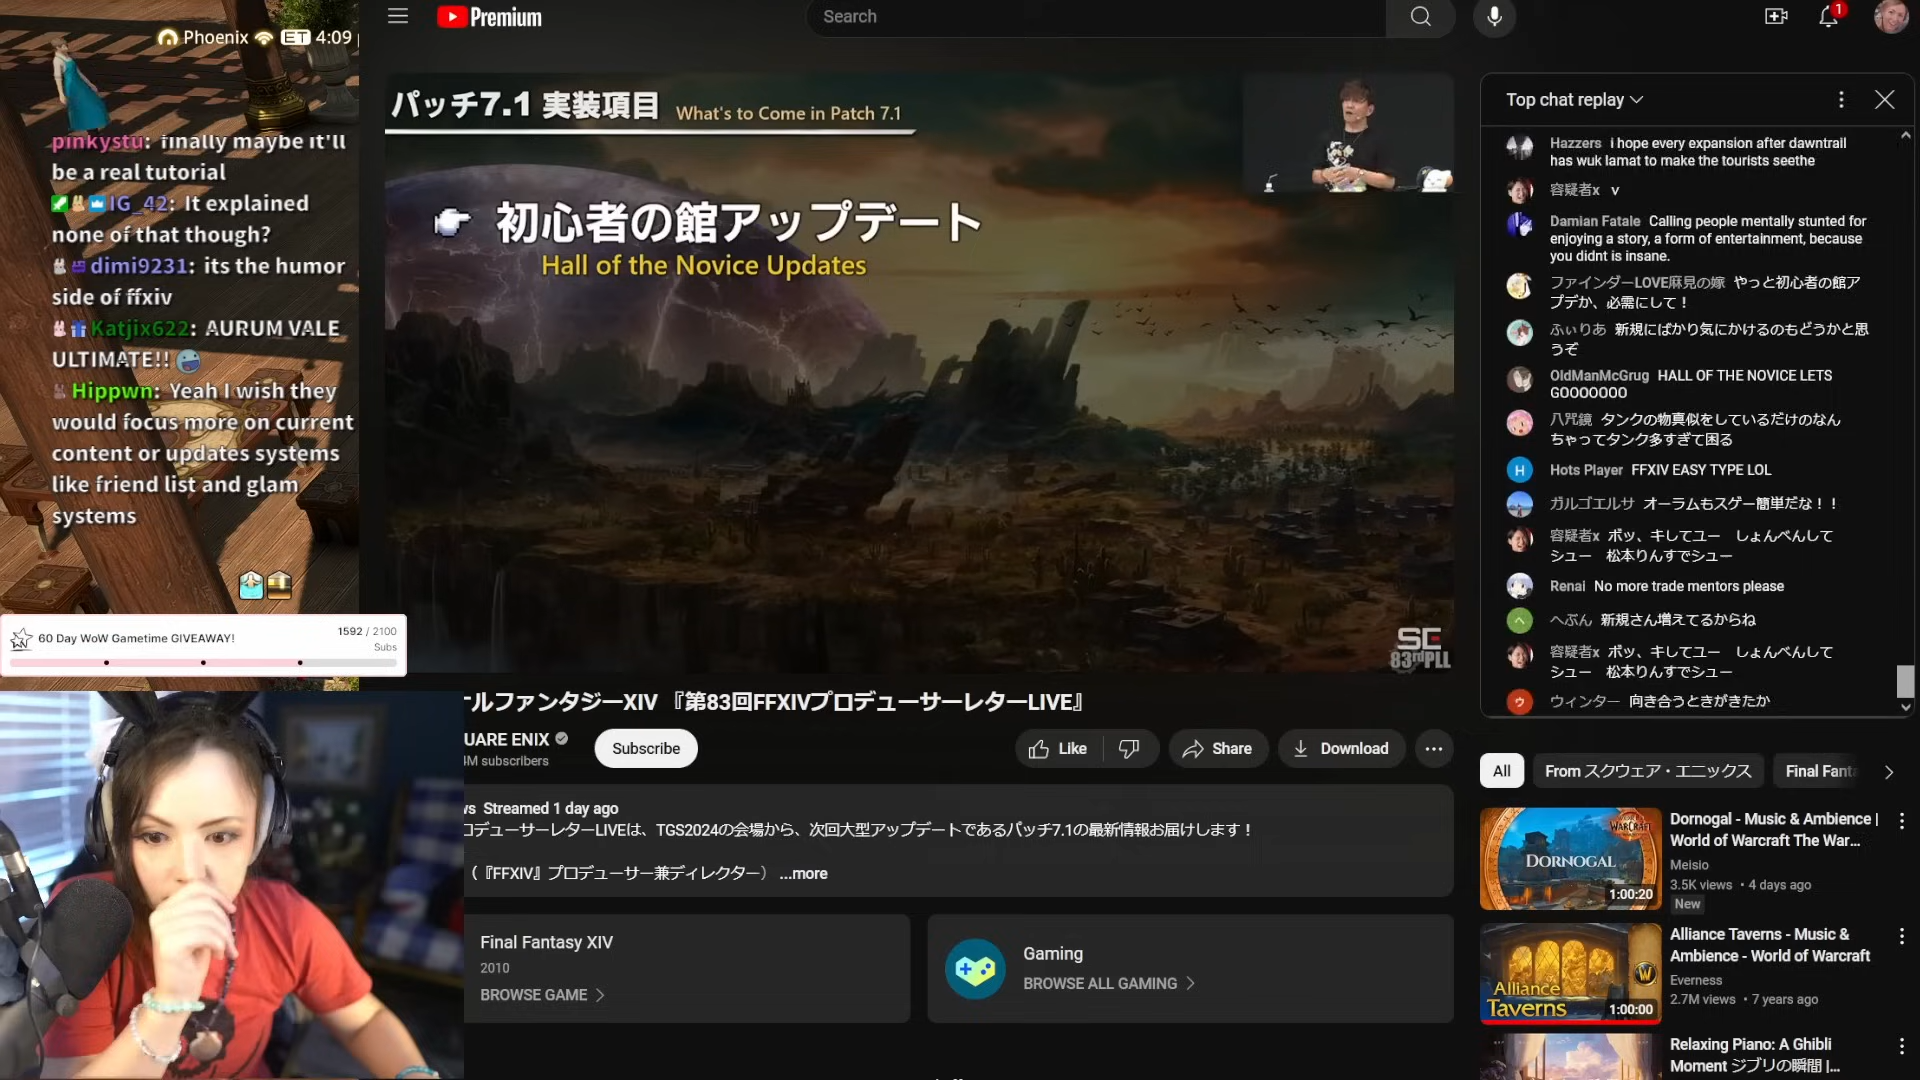 Phoenix ET 4:09
pinkystu: finally maybe it'll
be a real tutorial
IG_42: It explained
none of that though?
dimi9231: its the humor
side of ffxiv
Katjix622: AURUM VALE
ULTIMATE!!
Hippwn: Yeah I wish they
would focus more on current
content or updates systems
like friend list and glam
systems
60 Day WoW Gametime GIVEAWAY!
1592 / 2100
Subs
Premium
Search
1
パッチ7.1 実装項目 What's to Come in Patch 7.1
初心者の館アップデート
Hall of the Novice Updates
SE
83rdPLL
ルファンタジーXIV 『第83回FFXIVプロデューサーレターLIVE』
UARE ENIX
M subscribers
Subscribe
Like
Share
Download
Streamed 1 day ago
ロデューサーレターLIVEは、TGS2024の会場から、次回大型アップデートであるパッチ7.1の最新情報お届けします！
（『FFXIV』プロデューサー兼ディレクター） ...more
Final Fantasy XIV
2010
BROWSE GAME
Gaming
BROWSE ALL GAMING
Top chat replay
Hazzers i hope every expansion after dawntrail
has wuk lamat to make the tourists seethe
容疑者x v
Damian Fatale Calling people mentally stunted for
enjoying a story, a form of entertainment, because
you didnt is insane.
ファインダーLOVE麻見の嫁 やっと初心者の館ア
プデか、必需にして！
ふぃりあ 新規にばかり気にかけるのもどうかと思
うぞ
OldManMcGrug HALL OF THE NOVICE LETS
GOOOOOOO
八咫鏡 タンクの物真似をしているだけのなん
ちゃってタンク多すぎて困る
H
Hots Player FFXIV EASY TYPE LOL
ガルゴエルサ オーラムもスゲー簡単だな！！
容疑者x ボッ、キしてユー しょんべんして
シュー 松本りんすでシュー
Renai No more trade mentors please
へ
へぶん 新規さん増えてるからね
容疑者x ボッ、キしてユー しょんべんして
シュー 松本りんすでシュー
ウ
ウィンター 向き合うときがきたか
All
From スクウェア・エニックス
Final Fanta
WARCRAFT
DORNOGAL
1:00:20
Dornogal - Music & Ambience |
World of Warcraft The War...
Meisio
3.5K views • 4 days ago
New
Alliance
Taverns
1:00:00
Alliance Taverns - Music &
Ambience - World of Warcraft
Everness
2.7M views • 7 years ago
Relaxing Piano: A Ghibli
Moment ジブリの瞬間 |...